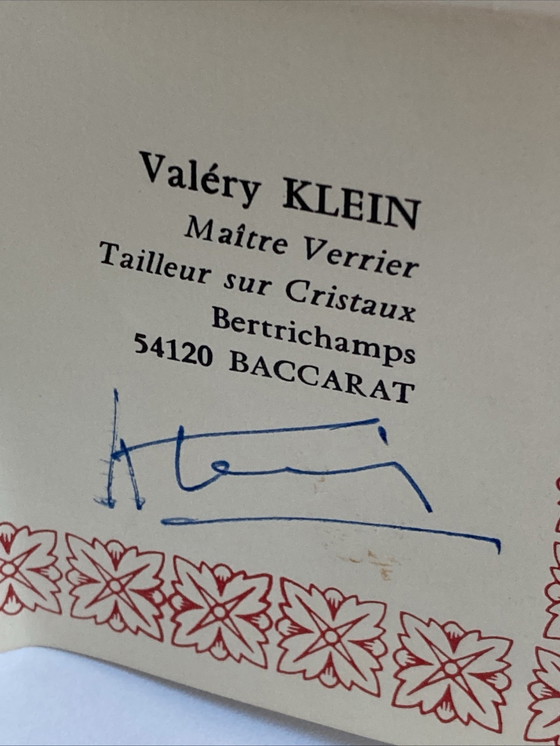 Valéry KLEIN
Maître Verrier
Tailleur sur Cristaux
Bertrichamps
54120 BACCARAT
Klein